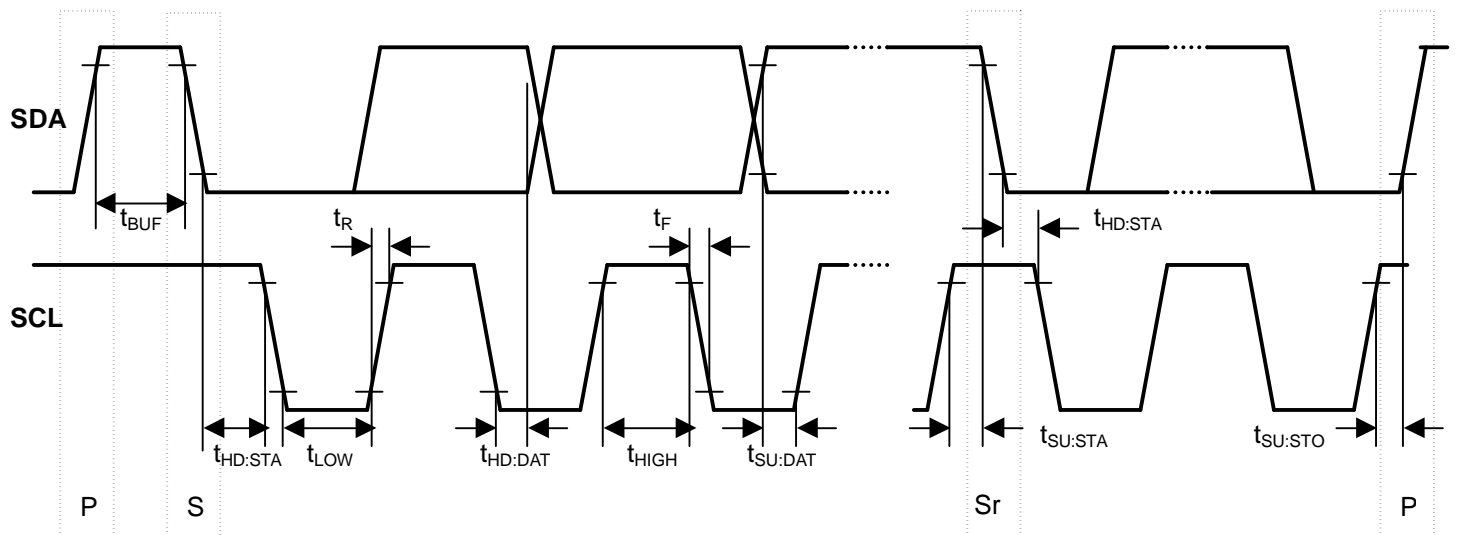 SDA
t_BUF
t_R
t_F
t_HD:STA
SCL
t_HD:STA
t_LOW
t_HD:DAT
t_HIGH
t_SU:DAT
t_SU:STA
t_SU:STO
P
S
Sr
P